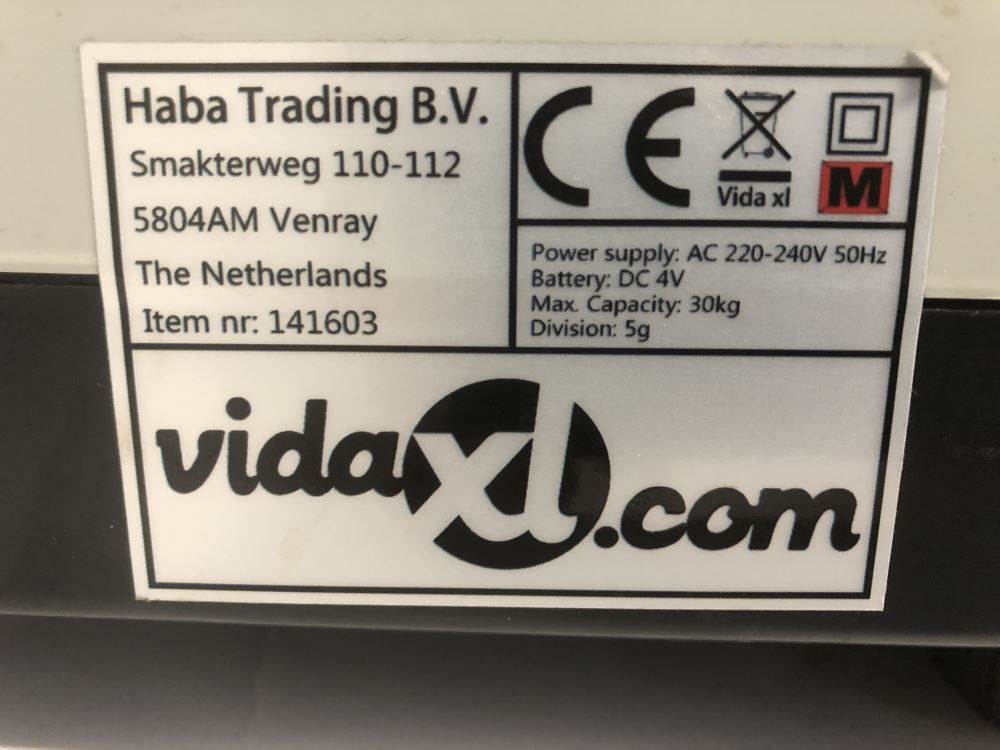 Haba Trading B.V.
Smakterweg 110-112
5804AM Venray
The Netherlands
Item nr: 141603
CE
Vida xl
M
Power supply: AC 220-240V 50Hz
Battery: DC 4V
Max. Capacity: 30kg
Division: 5g
vidaxl.com